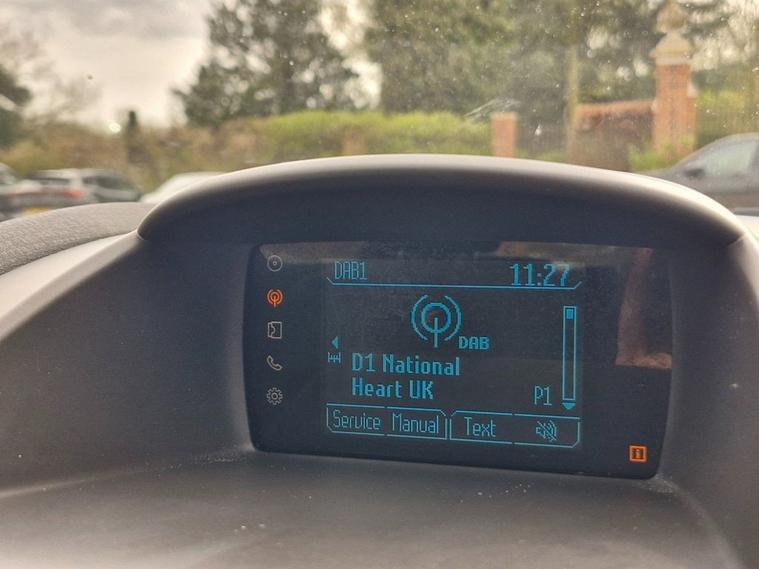 DAB1 11:27
DAB
D1 National
Heart UK
P1
Service Manual Text